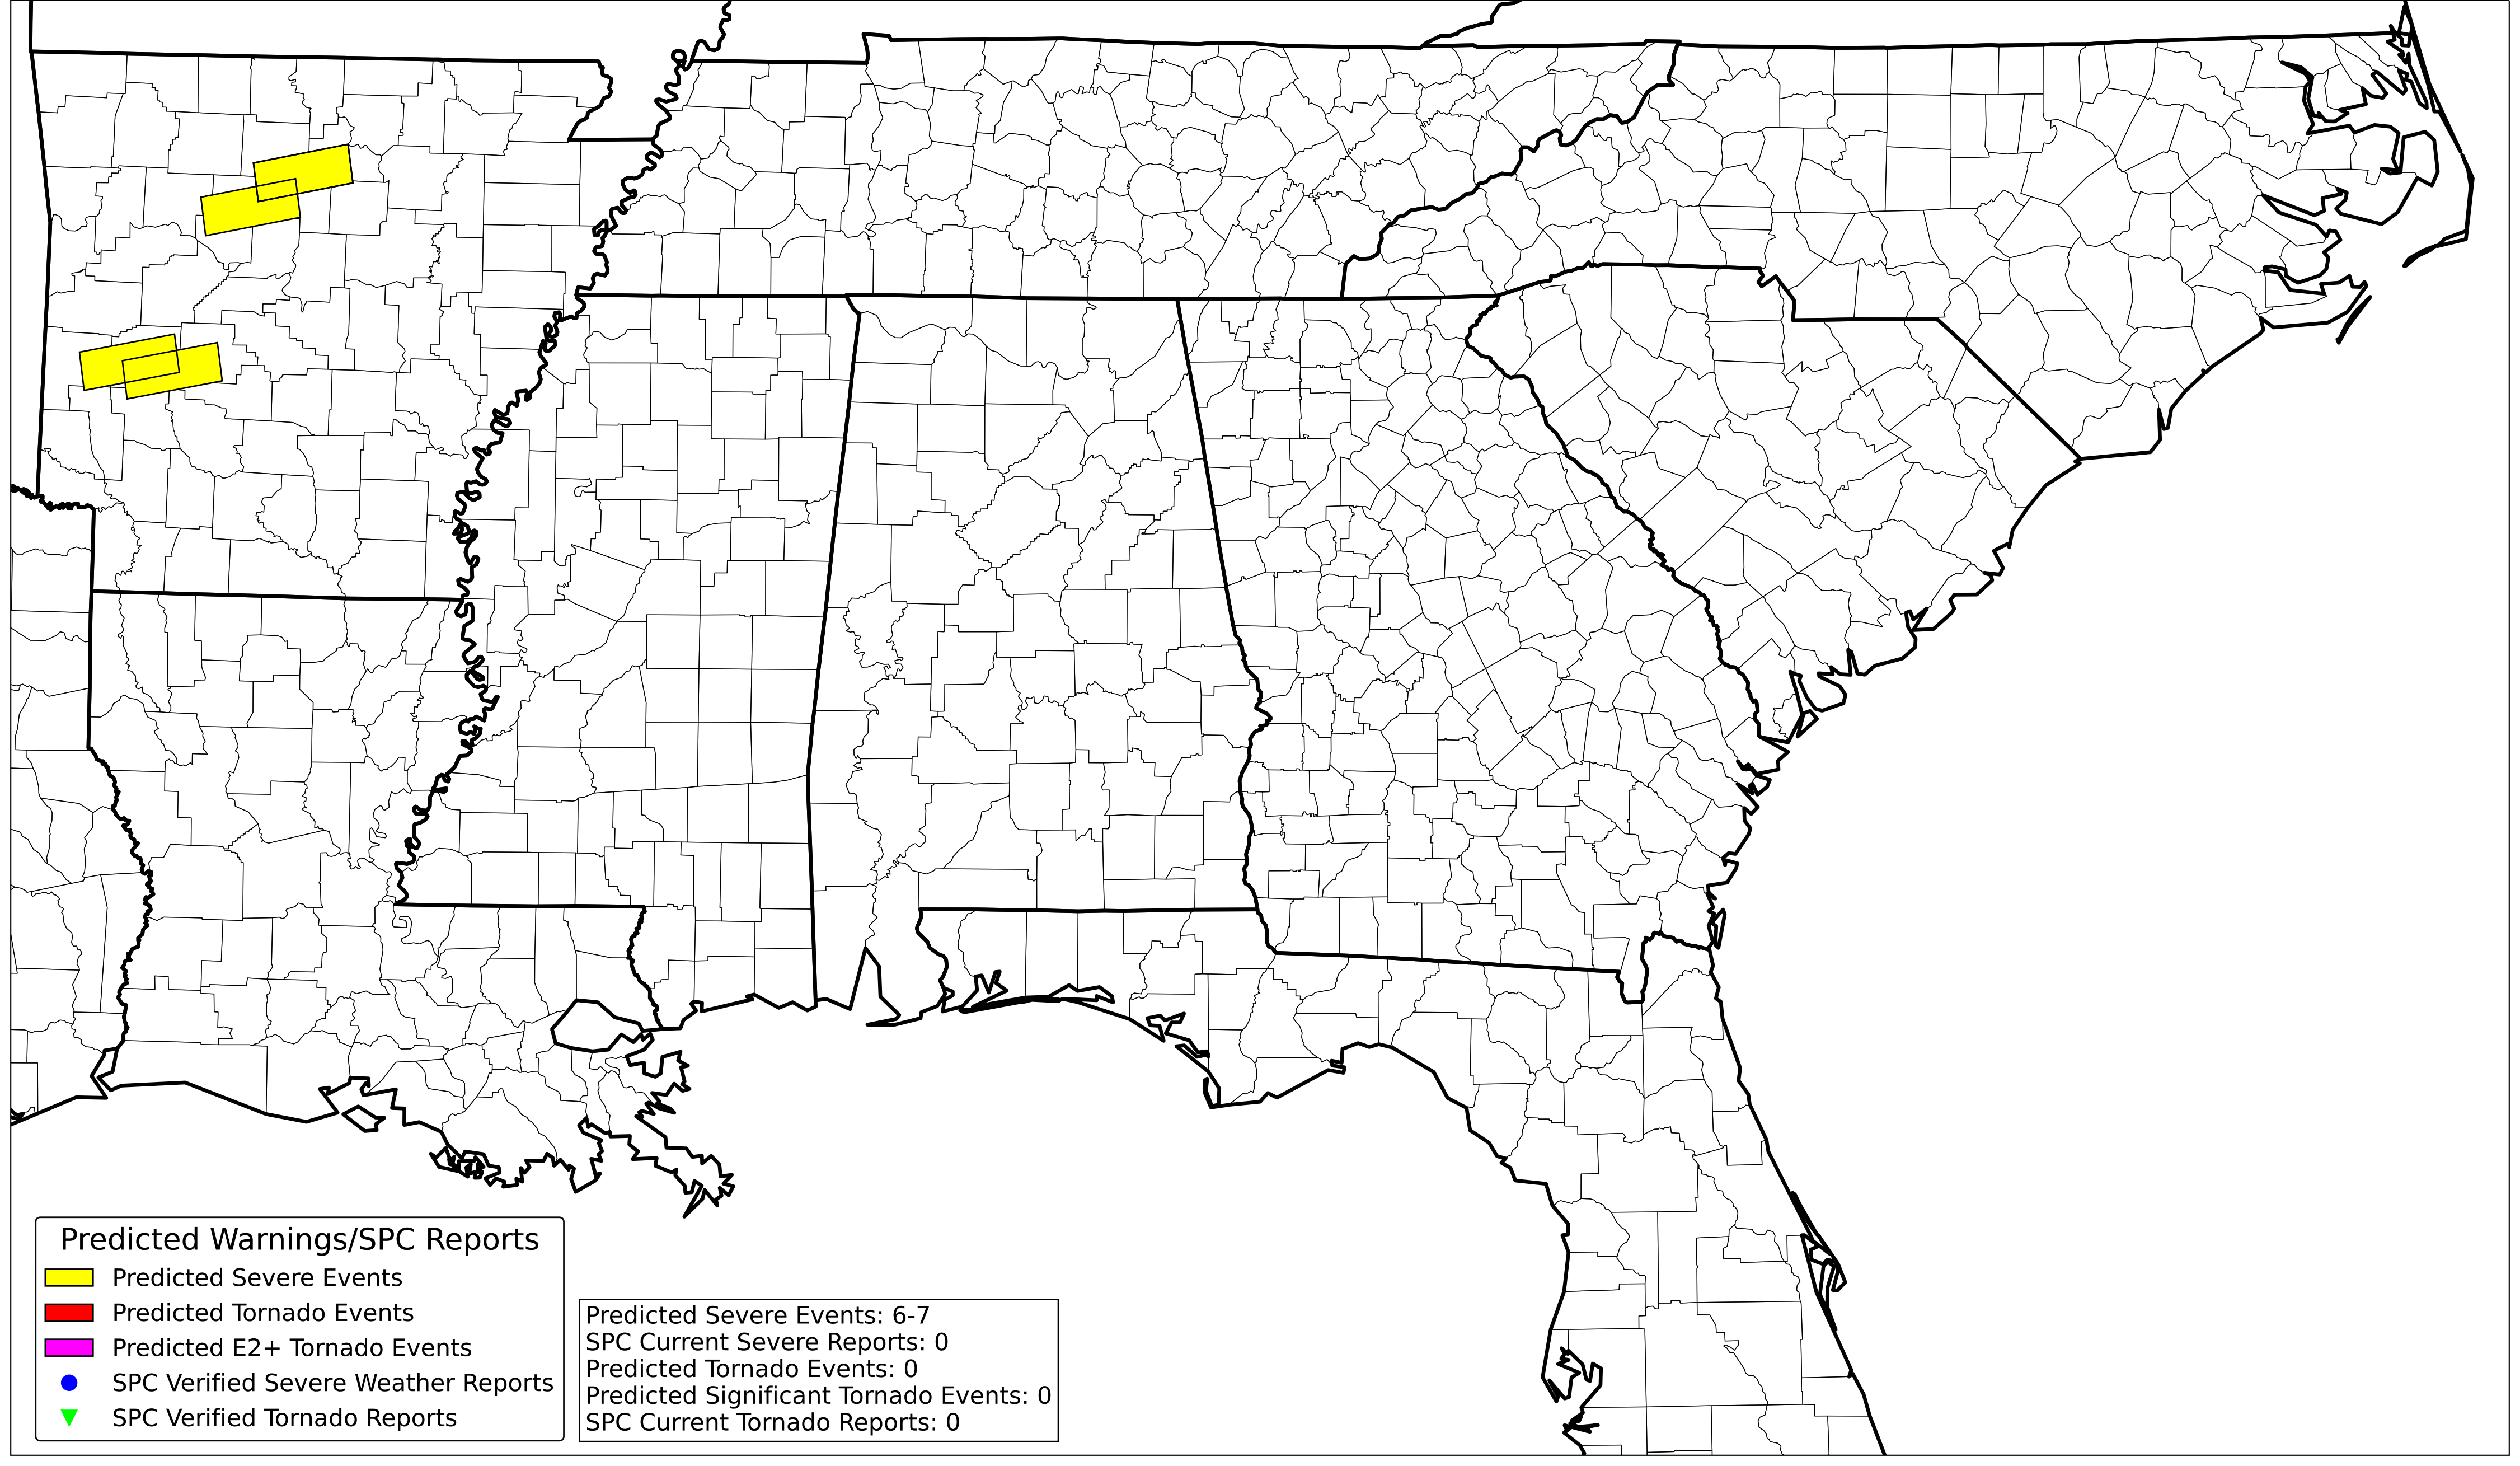 Predicted Warnings/SPC Reports
Predicted Severe Events
Predicted Tornado Events
Predicted E2+ Tornado Events
SPC Verified Severe Weather Reports
SPC Verified Tornado Reports
Predicted Severe Events: 6-7
SPC Current Severe Reports: 0
Predicted Tornado Events: 0
Predicted Significant Tornado Events: 0
SPC Current Tornado Reports: 0